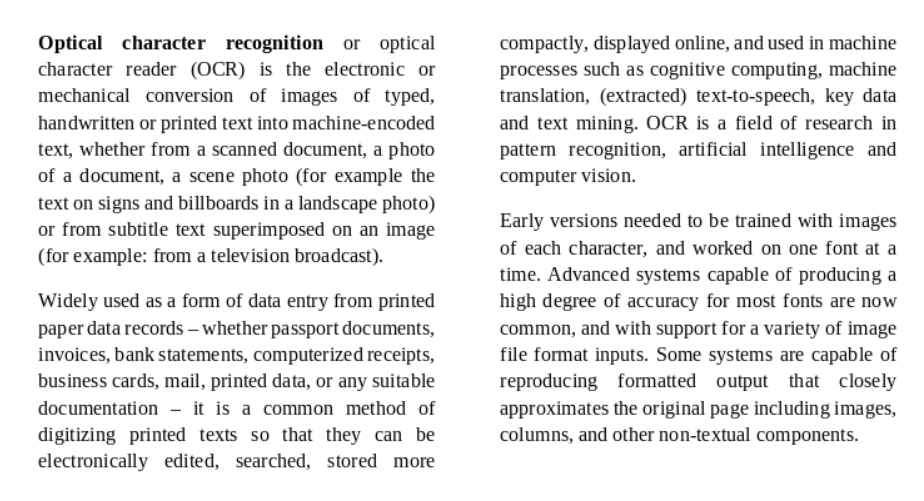 Optical character recognition or optical
character reader (OCR) is the electronic or
mechanical conversion of images of typed,
handwritten or printed text into machine-encoded
text, whether from a scanned document, a photo
of a document, a scene photo (for example the
text on signs and billboards in a landscape photo)
or from subtitle text superimposed on an image
(for example: from a television broadcast).
Widely used as a form of data entry from printed
paper data records – whether passport documents,
invoices, bank statements, computerized receipts,
business cards, mail, printed data, or any suitable
documentation – it is a common method of
digitizing printed texts so that they can be
electronically edited, searched, stored more
compactly, displayed online, and used in machine
processes such as cognitive computing, machine
translation, (extracted) text-to-speech, key data
and text mining. OCR is a field of research in
pattern recognition, artificial intelligence and
computer vision.
Early versions needed to be trained with images
of each character, and worked on one font at a
time. Advanced systems capable of producing a
high degree of accuracy for most fonts are now
common, and with support for a variety of image
file format inputs. Some systems are capable of
reproducing formatted output that closely
approximates the original page including images,
columns, and other non-textual components.